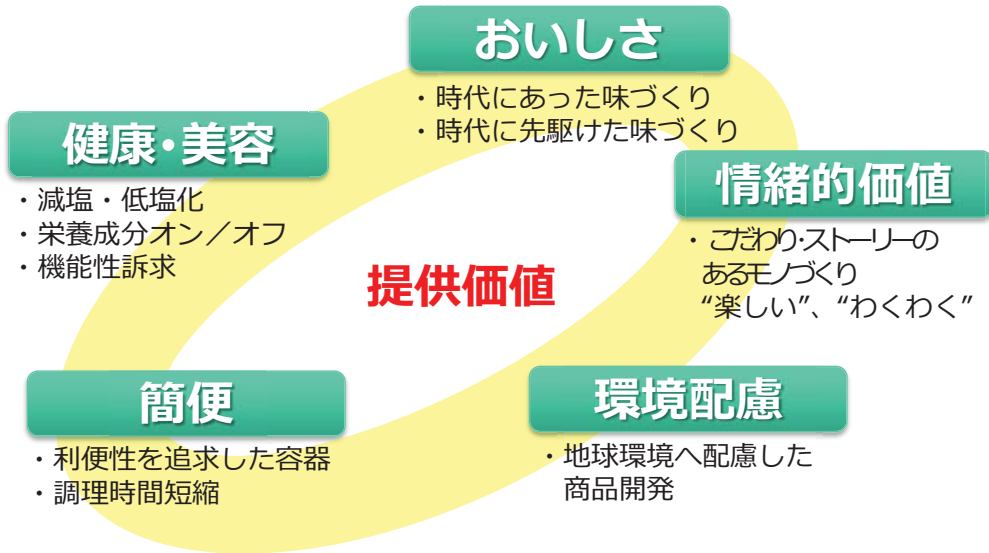 おいしさ
・時代にあった味づくり
・時代に先駆けた味づくり
健康・美容
・減塩・低塩化
・栄養成分オン／オフ
・機能性訴求
情緒的価値
・こだわり・ストーリーの
あるモノづくり
“楽しい”、“わくわく”
提供価値
簡便
・利便性を追求した容器
・調理時間短縮
環境配慮
・地球環境へ配慮した
商品開発